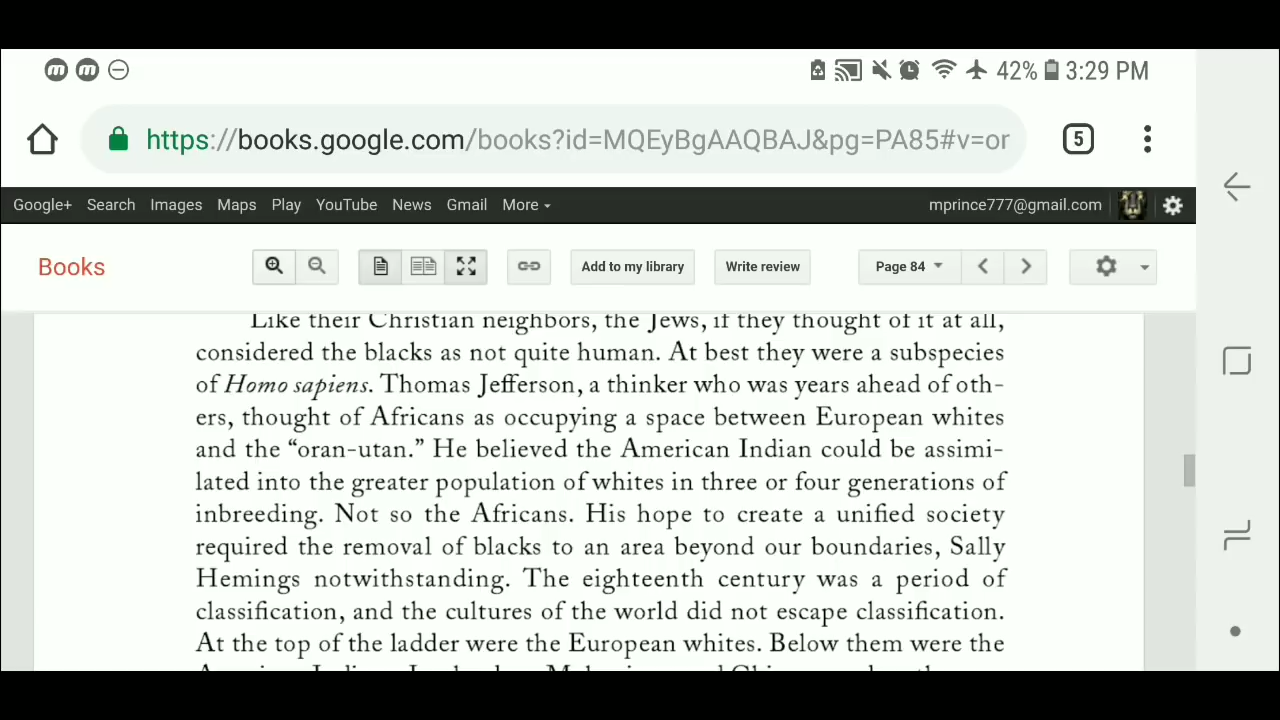 42% 3:29 PM
https://books.google.com/books?id=MQEyBgAAQBAJ&pg=PA85#v=or
5
Google+ Search Images Maps Play YouTube News Gmail More mprince777@gmail.com
Books Add to my library Write review Page 84
Like their Christian neighbors, the Jews, if they thought of it at all,
considered the blacks as not quite human. At best they were a subspecies
of Homo sapiens. Thomas Jefferson, a thinker who was years ahead of oth-
ers, thought of Africans as occupying a space between European whites
and the “oran-utan.” He believed the American Indian could be assimi-
lated into the greater population of whites in three or four generations of
inbreeding. Not so the Africans. His hope to create a unified society
required the removal of blacks to an area beyond our boundaries, Sally
Hemings notwithstanding. The eighteenth century was a period of
classification, and the cultures of the world did not escape classification.
At the top of the ladder were the European whites. Below them were the